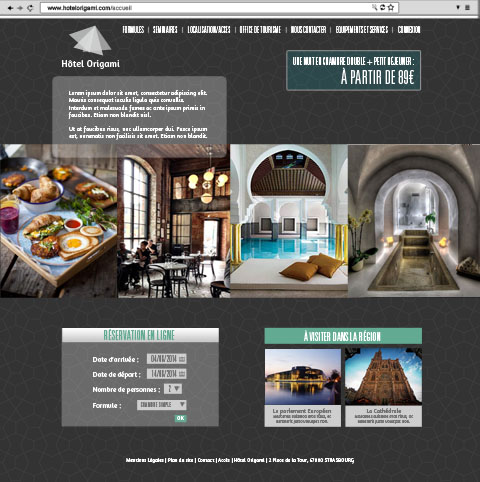 www.hotelorigami.com/accueil
FORMULES | SEMINAIRES | LOCALISATION/ACCES | OFFICE DE TOURISME | NOUS CONTACTER | EQUIPEMENTS ET SERVICES | CONNEXION
Hôtel Origami
UNE NUIT EN CHAMBRE DOUBLE + PETIT DÉJEUNER :
À PARTIR DE 89€
Lorem ipsum dolor sit amet, consectetur adipiscing elit.
Mauris consequat iaculis ligula quis convallis.
Interdum et malesuada fames ac ante ipsum primis in
faucibus. Etiam non blandit nisl.
Ut at faucibus risus, nec ullamcorper dui. Fusce ipsum
est, venenatis non facilisis sit amet. Etiam non blandit.
RÉSERVATION EN LIGNE
Date d'arrivée : 04/08/2014
Date de départ : 14/08/2014
Nombre de personnes : 2
Formule : CHAMBRE SIMPLE
OK
À VISITER DANS LA RÉGION
Le parlement Européen
La Cathédrale
Mentions Légales | Plan du site | Contact | Accès | Hôtel Origami | 2 Place de la Tour, 67000 STRASBOURG